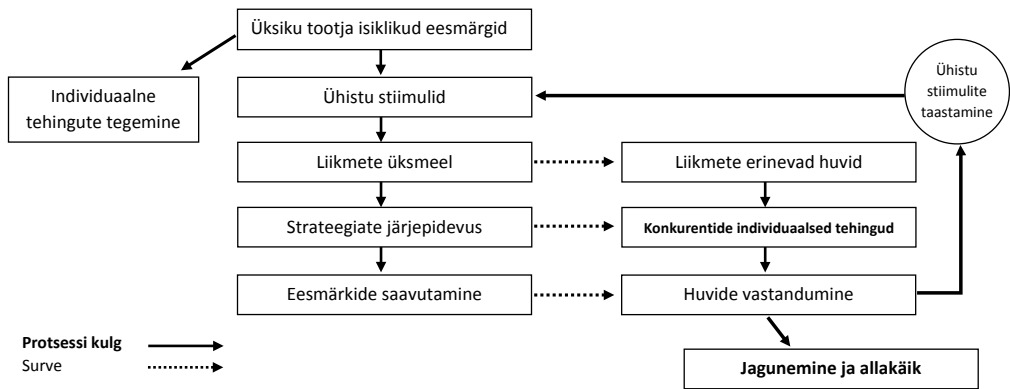 Üksiku tootja isiklikud eesmärgid
Individuaalne
tehingute tegemine
Ühistu stiimulid
Ühistu
stiimulite
taastamine
Liikmete üksmeel
Liikmete erinevad huvid
Strateegiate järjepidevus
Konkurentide individuaalsed tehingud
Eesmärkide saavutamine
Huvide vastandumine
Protsessi kulg
Surve
Jagunemine ja allakäik